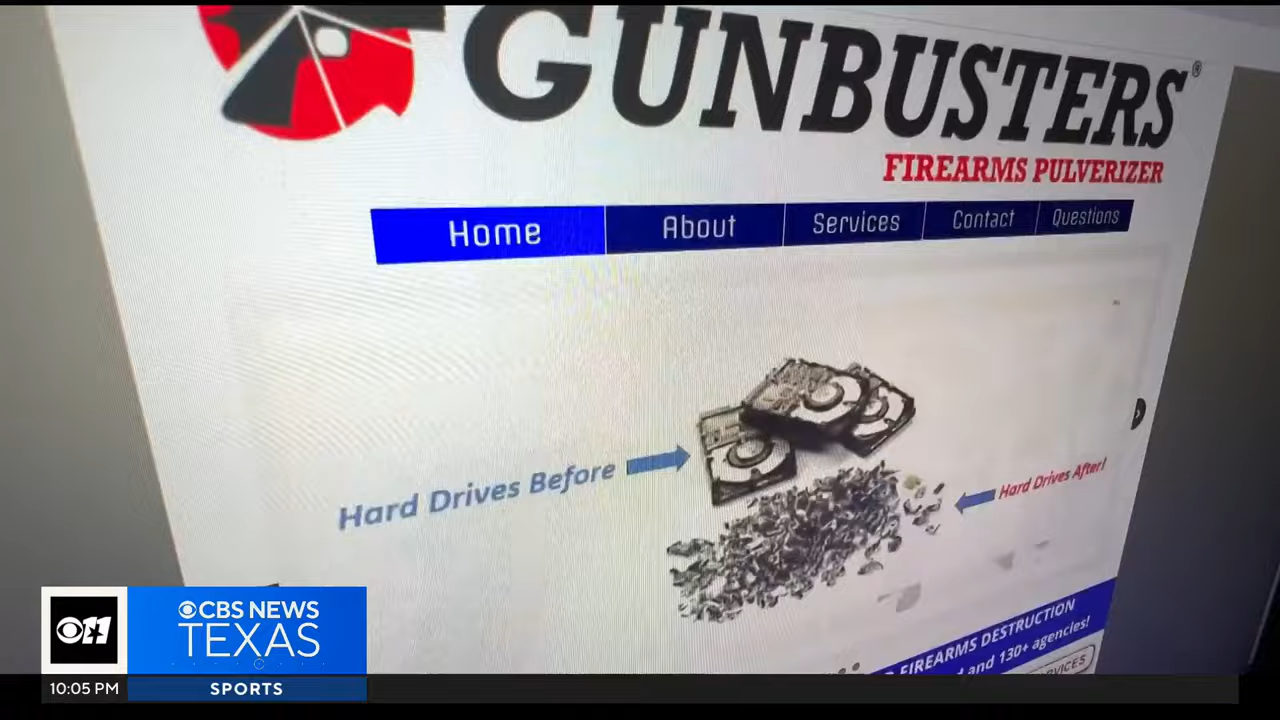 GUNBUSTERS®
FIREARMS PULVERIZER
Home About Services Contact Questions
Hard Drives Before
Hard Drives After!
FIREARMS DESTRUCTION
and 130+ agencies!
CBS NEWS
TEXAS
11
10:05 PM
SPORTS